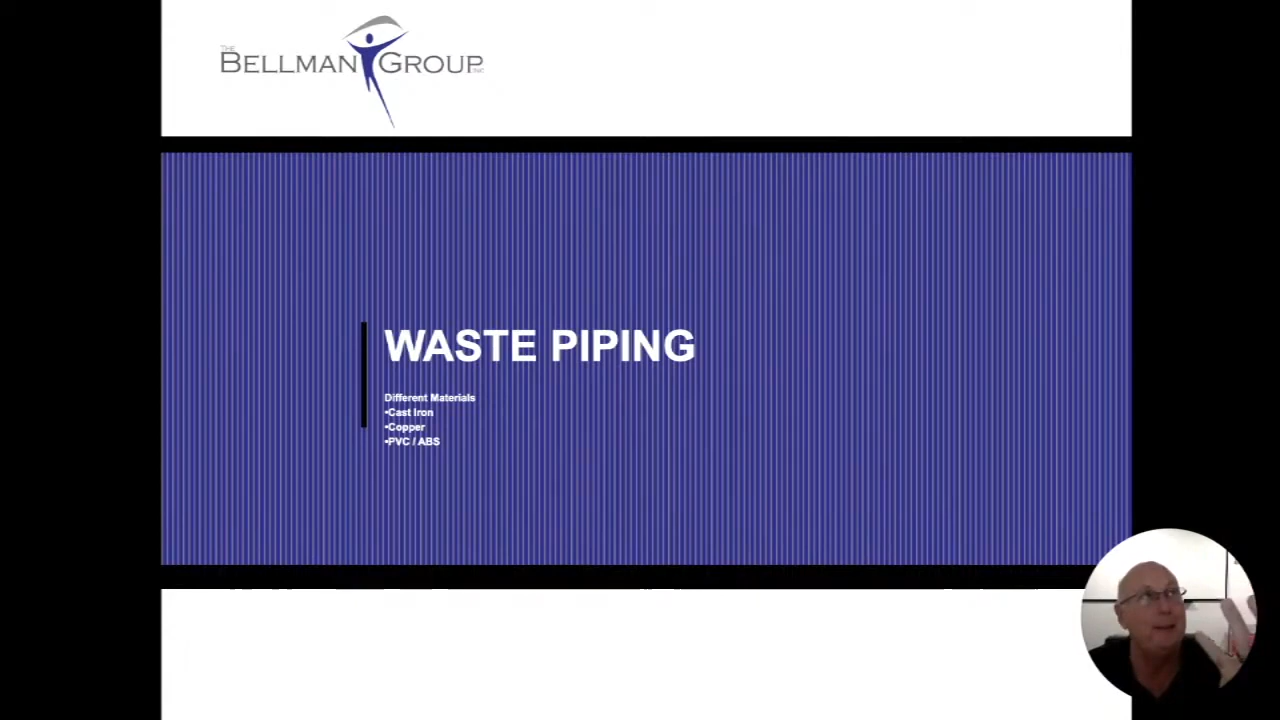 THE
BELLMAN GROUP INC
WASTE PIPING
Different Materials
•Cast Iron
•Copper
•PVC / ABS